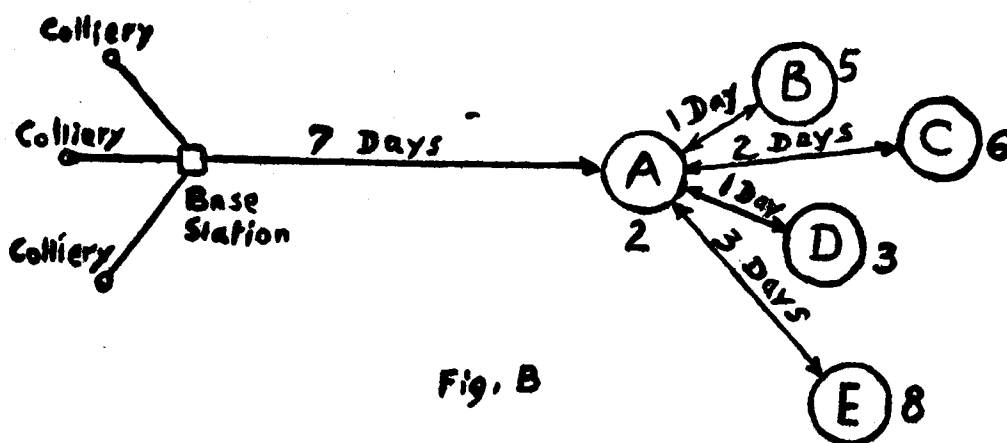 Colliery
Colliery
Colliery
Base
Station
7 Days
A
2
1 Day
B
5
2 Days
C
6
1 Day
D
3
3 Days
E
8
Fig. B